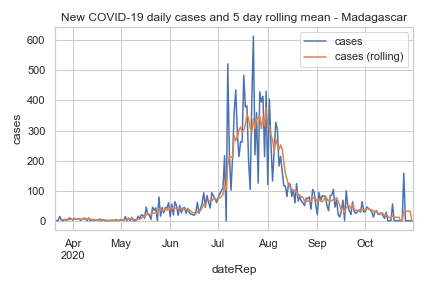 New COVID-19 daily cases and 5 day rolling mean - Madagascar
cases
cases (rolling)
600
500
400
300
200
100
0
cases
Apr
2020
May
Jun
Jul
Aug
Sep
Oct
dateRep